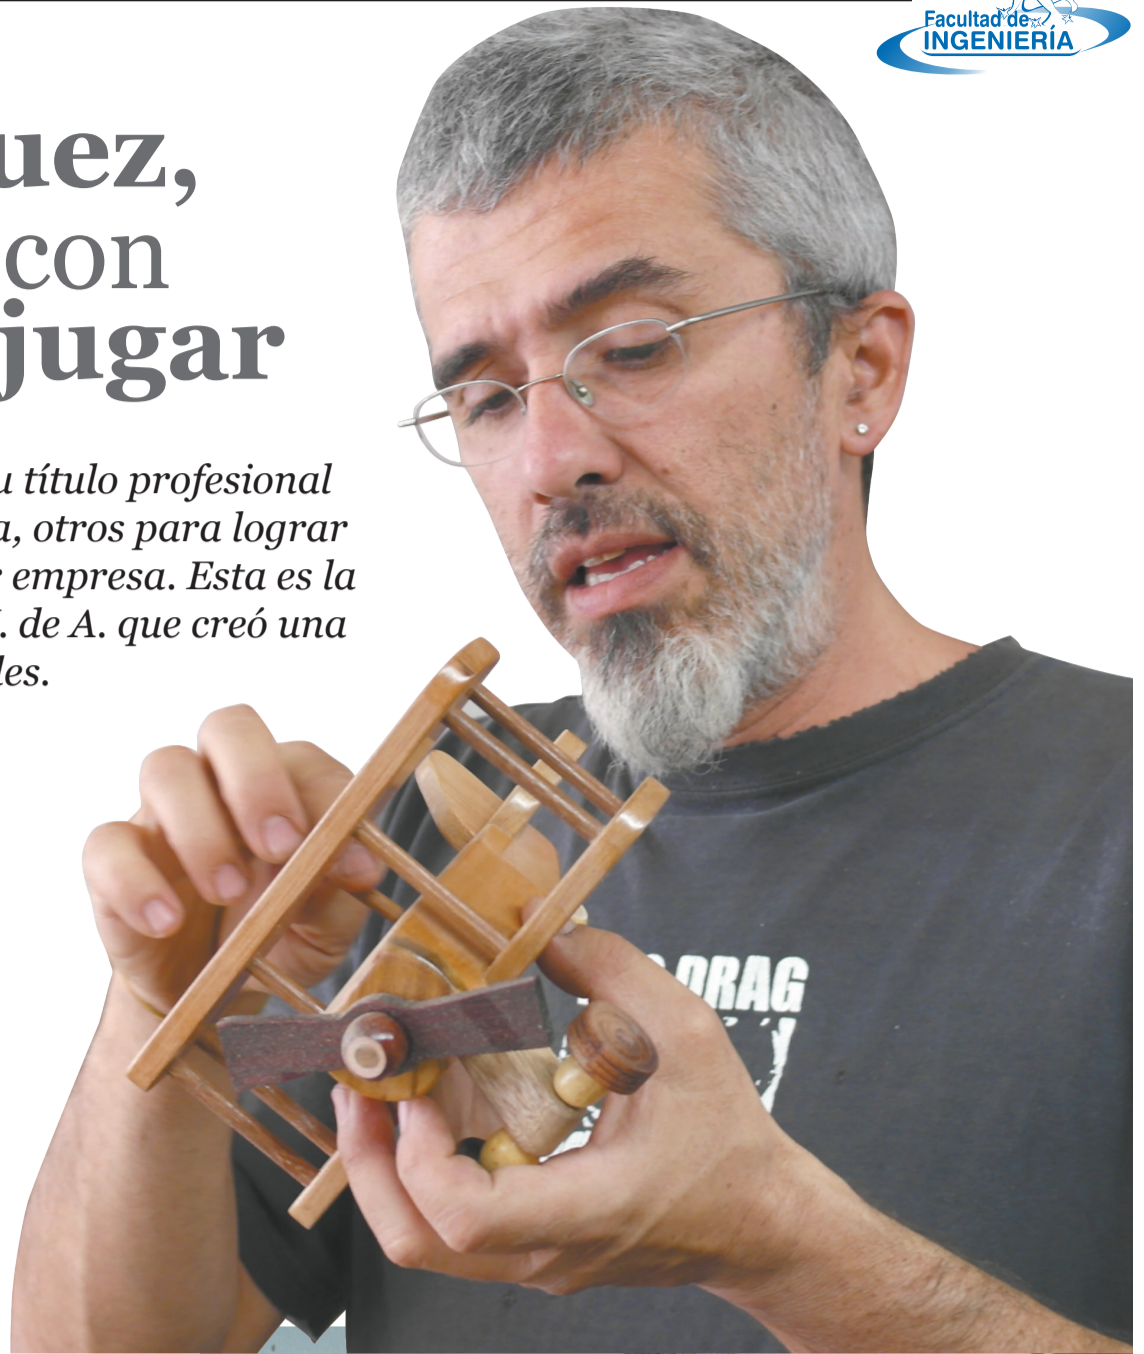 Facultad de
INGENIERÍA
uez,
con
jugar
u título profesional
a, otros para lograr
r empresa. Esta es la
. de A. que creó una
les.
DRAG